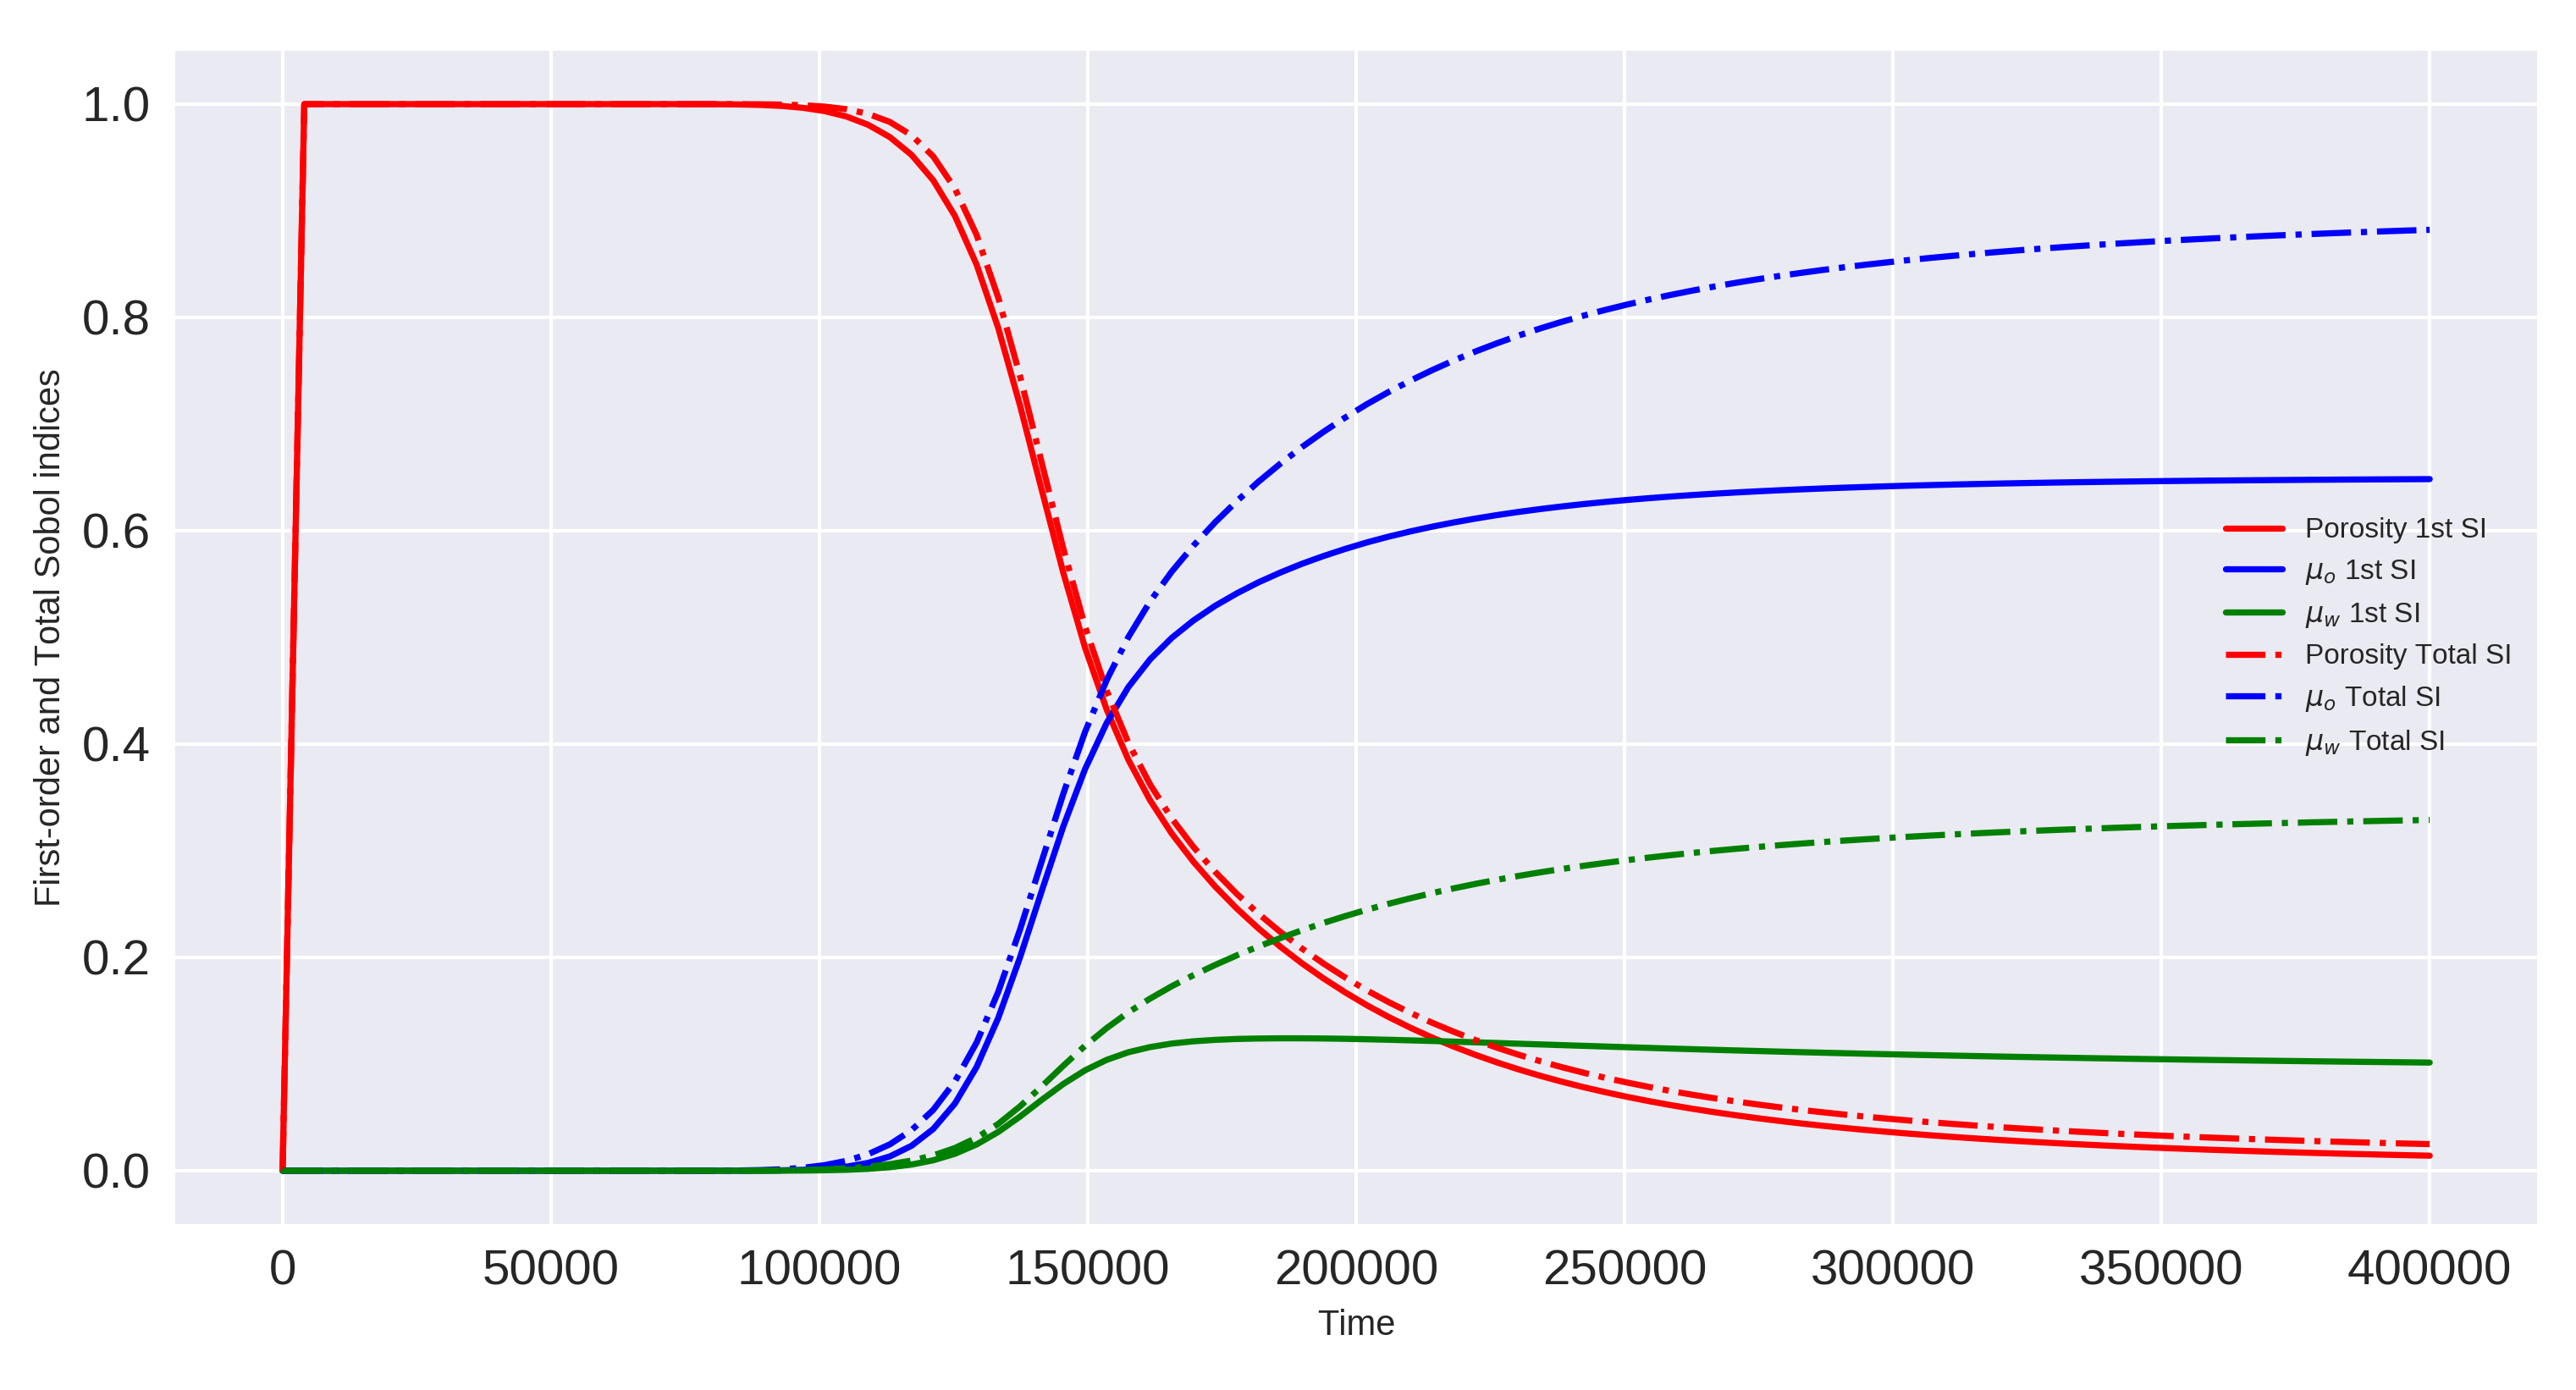 First-order and Total Sobol indices
1.0
0.8
0.6
0.4
0.2
0.0
Porosity 1st SI
μo 1st SI
μw 1st SI
Porosity Total SI
μo Total SI
μw Total SI
0 50000 100000 150000 200000 250000 300000 350000 400000
Time